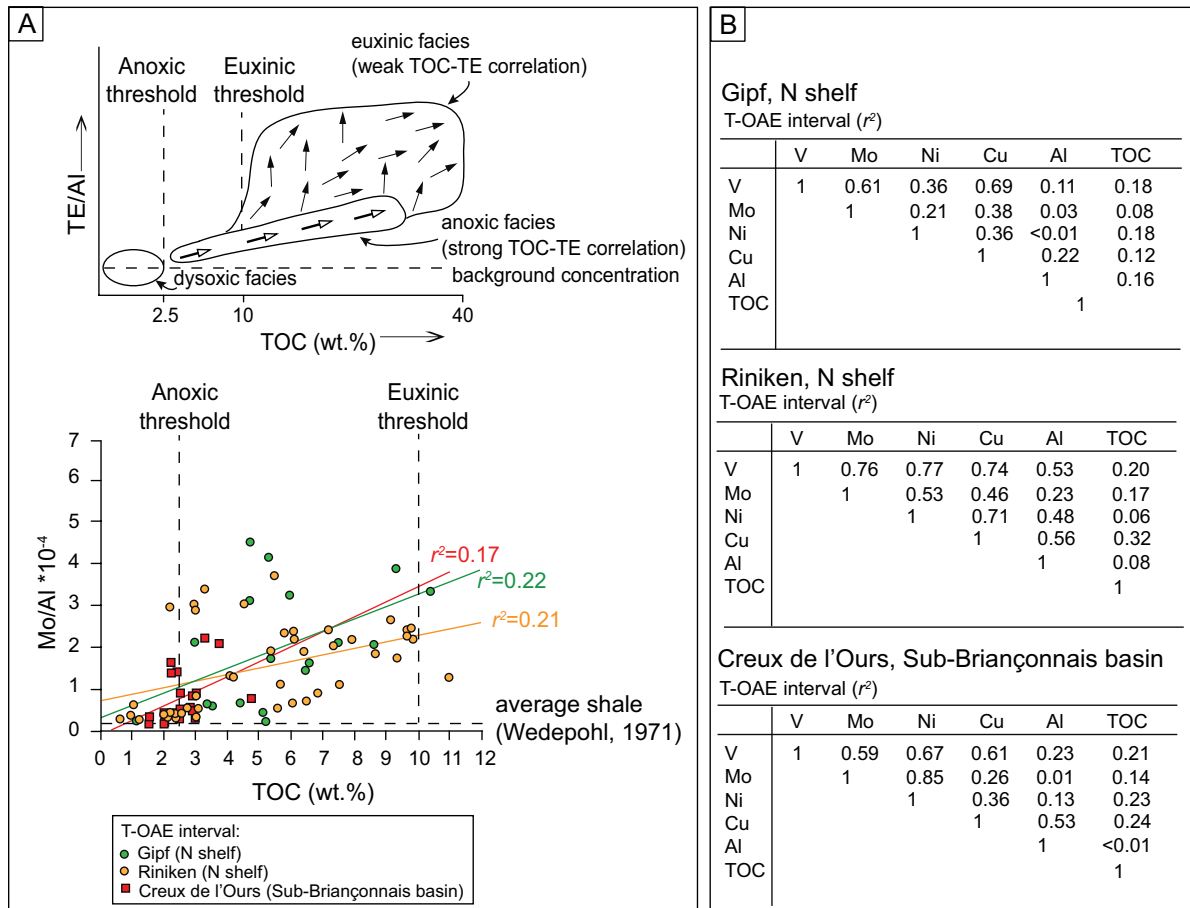 A
euxinic facies
(weak TOC-TE correlation)
Anoxic
threshold
Euxinic
threshold
TE/Al
anoxic facies
(strong TOC-TE correlation)
background concentration
dysoxic facies
2.5 10 40
TOC (wt.%)
Anoxic
threshold
Euxinic
threshold
7
6
5
4
3
2
1
0
Mo/Al *10⁻⁴
r²=0.17
r²=0.22
r²=0.21
average shale
(Wedepohl, 1971)
0 1 2 3 4 5 6 7 8 9 10 11 12
TOC (wt.%)
T-OAE interval:
Gipf (N shelf)
Riniken (N shelf)
Creux de l'Ours (Sub-Briançonnais basin)
B
Gipf, N shelf
T-OAE interval (r²)
V Mo Ni Cu Al TOC
V 1 0.61 0.36 0.69 0.11 0.18
Mo 1 0.21 0.38 0.03 0.08
Ni 1 0.36 <0.01 0.18
Cu 1 0.22 0.12
Al 1 0.16
TOC 1
Riniken, N shelf
T-OAE interval (r²)
V Mo Ni Cu Al TOC
V 1 0.76 0.77 0.74 0.53 0.20
Mo 1 0.53 0.46 0.23 0.17
Ni 1 0.71 0.48 0.06
Cu 1 0.56 0.32
Al 1 0.08
TOC 1
Creux de l'Ours, Sub-Briançonnais basin
T-OAE interval (r²)
V Mo Ni Cu Al TOC
V 1 0.59 0.67 0.61 0.23 0.21
Mo 1 0.85 0.26 0.01 0.14
Ni 1 0.36 0.13 0.23
Cu 1 0.53 0.24
Al 1 <0.01
TOC 1